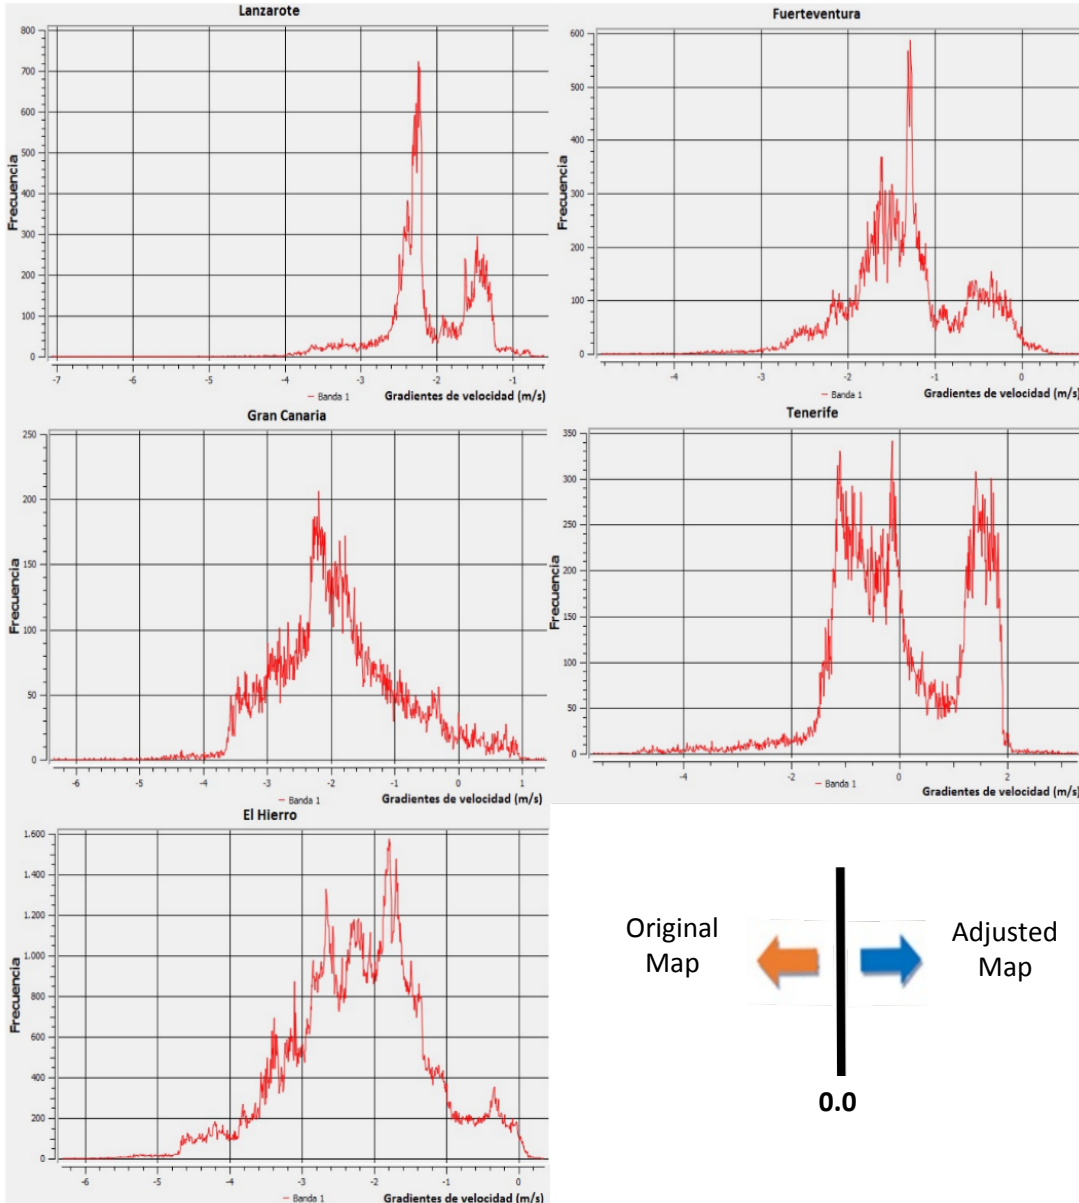 Lanzarote
800
700
600
500
400
300
200
100
0
Frecuencia
-7
-6
-5
-4
-3
-2
-1
Banda 1
Gradientes de velocidad (m/s)
Fuerteventura
600
500
400
300
200
100
0
Frecuencia
-4
-3
-2
-1
0
Banda 1
Gradientes de velocidad (m/s)
Gran Canaria
250
200
150
100
50
0
Frecuencia
-6
-5
-4
-3
-2
-1
0
1
Banda 1
Gradientes de velocidad (m/s)
Tenerife
350
300
250
200
150
100
50
0
Frecuencia
-4
-2
0
2
Banda 1
Gradientes de velocidad (m/s)
El Hierro
1.600
1.400
1.200
1.000
800
600
400
200
0
Frecuencia
-6
-5
-4
-3
-2
-1
0
Banda 1
Gradientes de velocidad (m/s)
Original
Map
Adjusted
Map
0.0